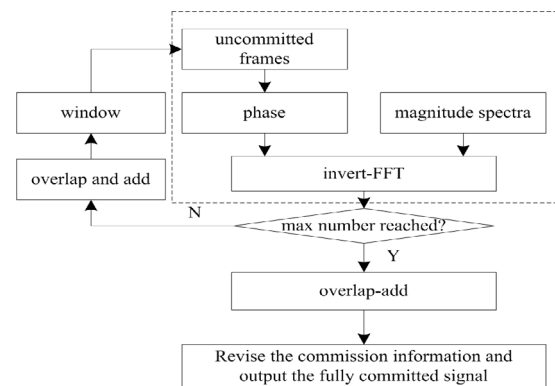 uncommitted
frames
window
phase
magnitude spectra
overlap and add
invert-FFT
N
max number reached?
Y
overlap-add
Revise the commission information and
output the fully committed signal